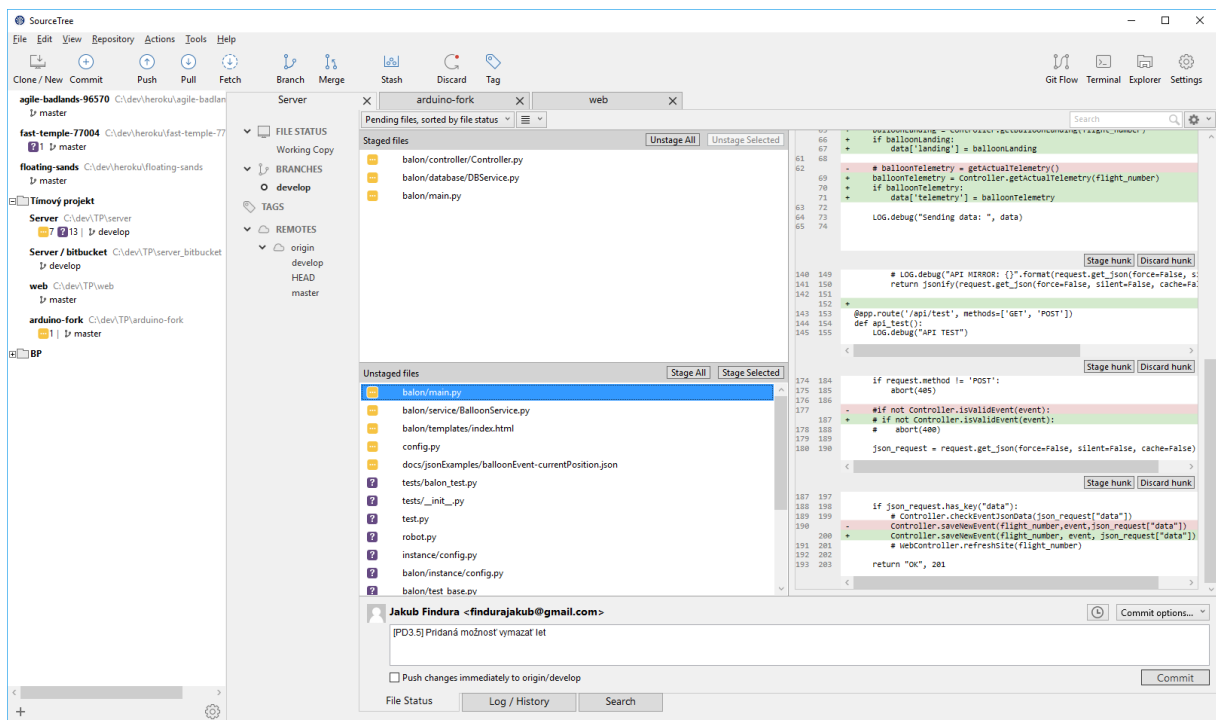 SourceTree
File Edit View Repository Actions Tools Help
Clone / New Commit Push Pull Fetch Branch Merge Stash Discard Tag Git Flow Terminal Explorer Settings
agile-badlands-96570 C:\dev\heroku\agile-badlan
master
fast-temple-77004 C:\dev\heroku\fast-temple-77
1 master
floating-sands C:\dev\heroku\floating-sands
master
Tímový projekt
Server C:\dev\TP\server
7 13 | develop
Server / bitbucket C:\dev\TP\server_bitbucket
develop
web C:\dev\TP\web
master
arduino-fork C:\dev\TP\arduino-fork
1 | master
BP
Server arduino-fork web
FILE STATUS
Working Copy
BRANCHES
develop
TAGS
REMOTES
origin
develop
HEAD
master
Pending files, sorted by file status
Search
Staged files Unstage All Unstage Selected
balon/controller/Controller.py
balon/database/DBService.py
balon/main.py
Unstaged files Stage All Stage Selected
balon/main.py
balon/service/BalloonService.py
balon/templates/index.html
config.py
docs/jsonExamples/balloonEvent-currentPosition.json
tests/balon_test.py
tests/__init__.py
test.py
robot.py
instance/config.py
balon/instance/config.py
balon/test_base.py
65 + balloonLanding = Controller.getBalloonLanding(flight_number)
66 + if balloonLanding:
67 + data['landing'] = balloonLanding
61 68
62 - # balloonTelemetry = getActualTelemetry()
69 + balloonTelemetry = Controller.getActualTelemetry(flight_number)
70 + if balloonTelemetry:
71 + data['telemetry'] = balloonTelemetry
63 72
64 73 LOG.debug("Sending data: ", data)
65 74
Stage hunk Discard hunk
140 149 # LOG.debug("API MIRROR: {}".format(request.get_json(force=False, s
141 150 return jsonify(request.get_json(force=False, silent=False, cache=Fal
142 151
152 +
143 153 @app.route('/api/test', methods=['GET', 'POST'])
144 154 def api_test():
145 155 LOG.debug("API TEST")
Stage hunk Discard hunk
174 184 if request.method != 'POST':
175 185 abort(405)
176 186
177 - #if not Controller.isValidEvent(event):
187 + # if not Controller.isValidEvent(event):
178 188 # abort(400)
179 189
180 190 json_request = request.get_json(force=False, silent=False, cache=False)
Stage hunk Discard hunk
187 197
188 198 if json_request.has_key("data"):
189 199 # Controller.checkEventJsonData(json_request["data"])
190 - Controller.saveNewEvent(flight_number,event,json_request["data"])
200 + Controller.saveNewEvent(flight_number, event, json_request["data"])
191 201 # WebController.refreshSite(flight_number)
192 202
193 203 return "OK", 201
Jakub Findura <findurajakub@gmail.com>
Commit options...
[PD3.5] Pridaná možnosť vymazať let
Push changes immediately to origin/develop
Commit
File Status Log / History Search